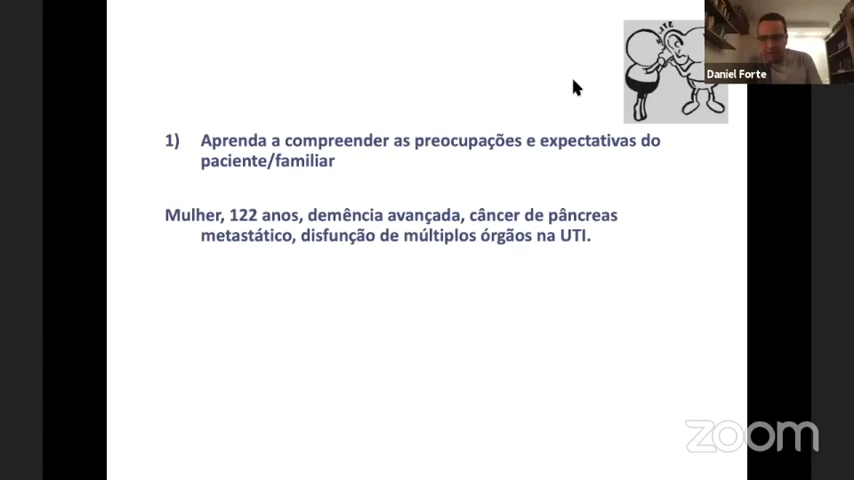 Daniel Forte
1) Aprenda a compreender as preocupações e expectativas do
paciente/familiar
Mulher, 122 anos, demência avançada, câncer de pâncreas
metastático, disfunção de múltiplos órgãos na UTI.
zoom